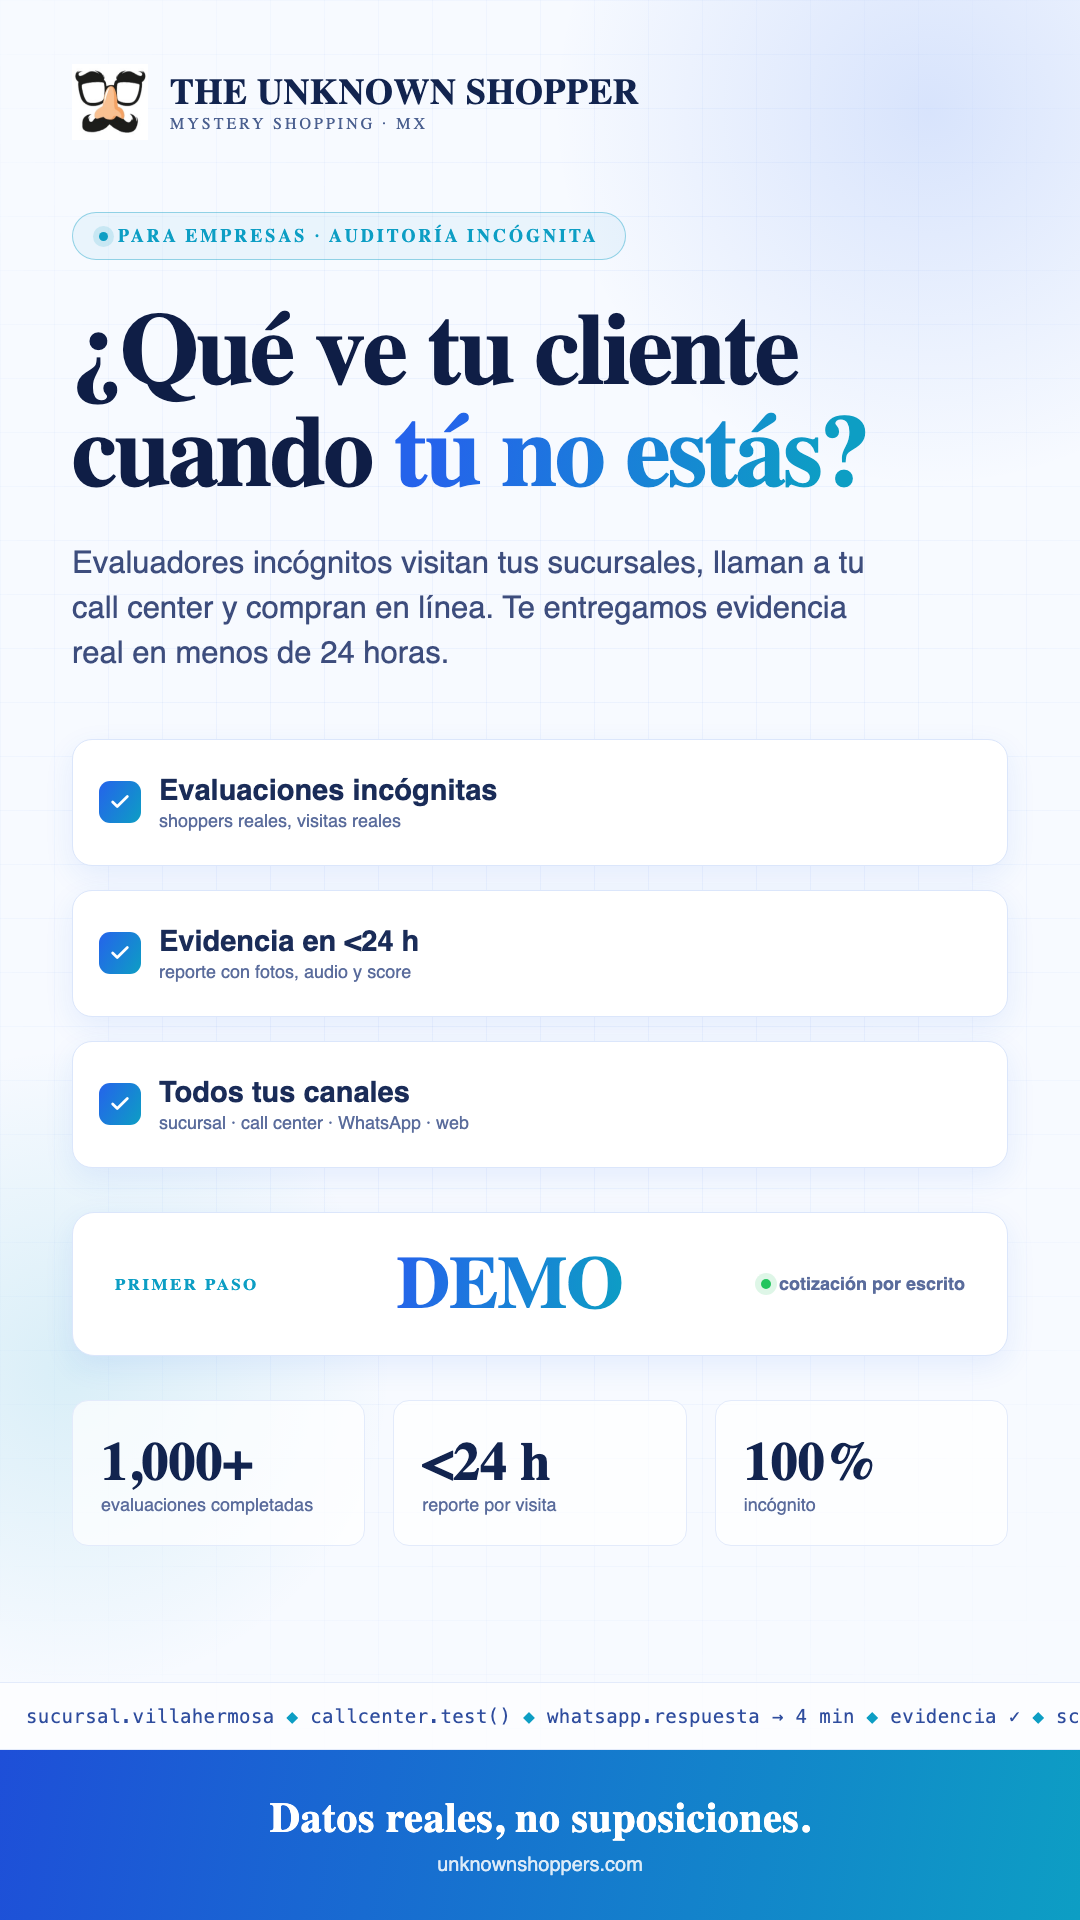 THE UNKNOWN SHOPPER
MYSTERY SHOPPING · MX
PARA EMPRESAS · AUDITORÍA INCÓGNITA
¿Qué ve tu cliente
cuando tú no estás?
Evaluadores incógnitos visitan tus sucursales, llaman a tu
call center y compran en línea. Te entregamos evidencia
real en menos de 24 horas.
Evaluaciones incógnitas
shoppers reales, visitas reales
Evidencia en <24 h
reporte con fotos, audio y score
Todos tus canales
sucursal · call center · WhatsApp · web
PRIMER PASO
DEMO
cotización por escrito
1,000+
evaluaciones completadas
<24 h
reporte por visita
100%
incógnito
sucursal.villahermosa ◆ callcenter.test() ◆ whatsapp.respuesta → 4 min ◆ evidencia ✓ ◆ sc
Datos reales, no suposiciones.
unknownshoppers.com